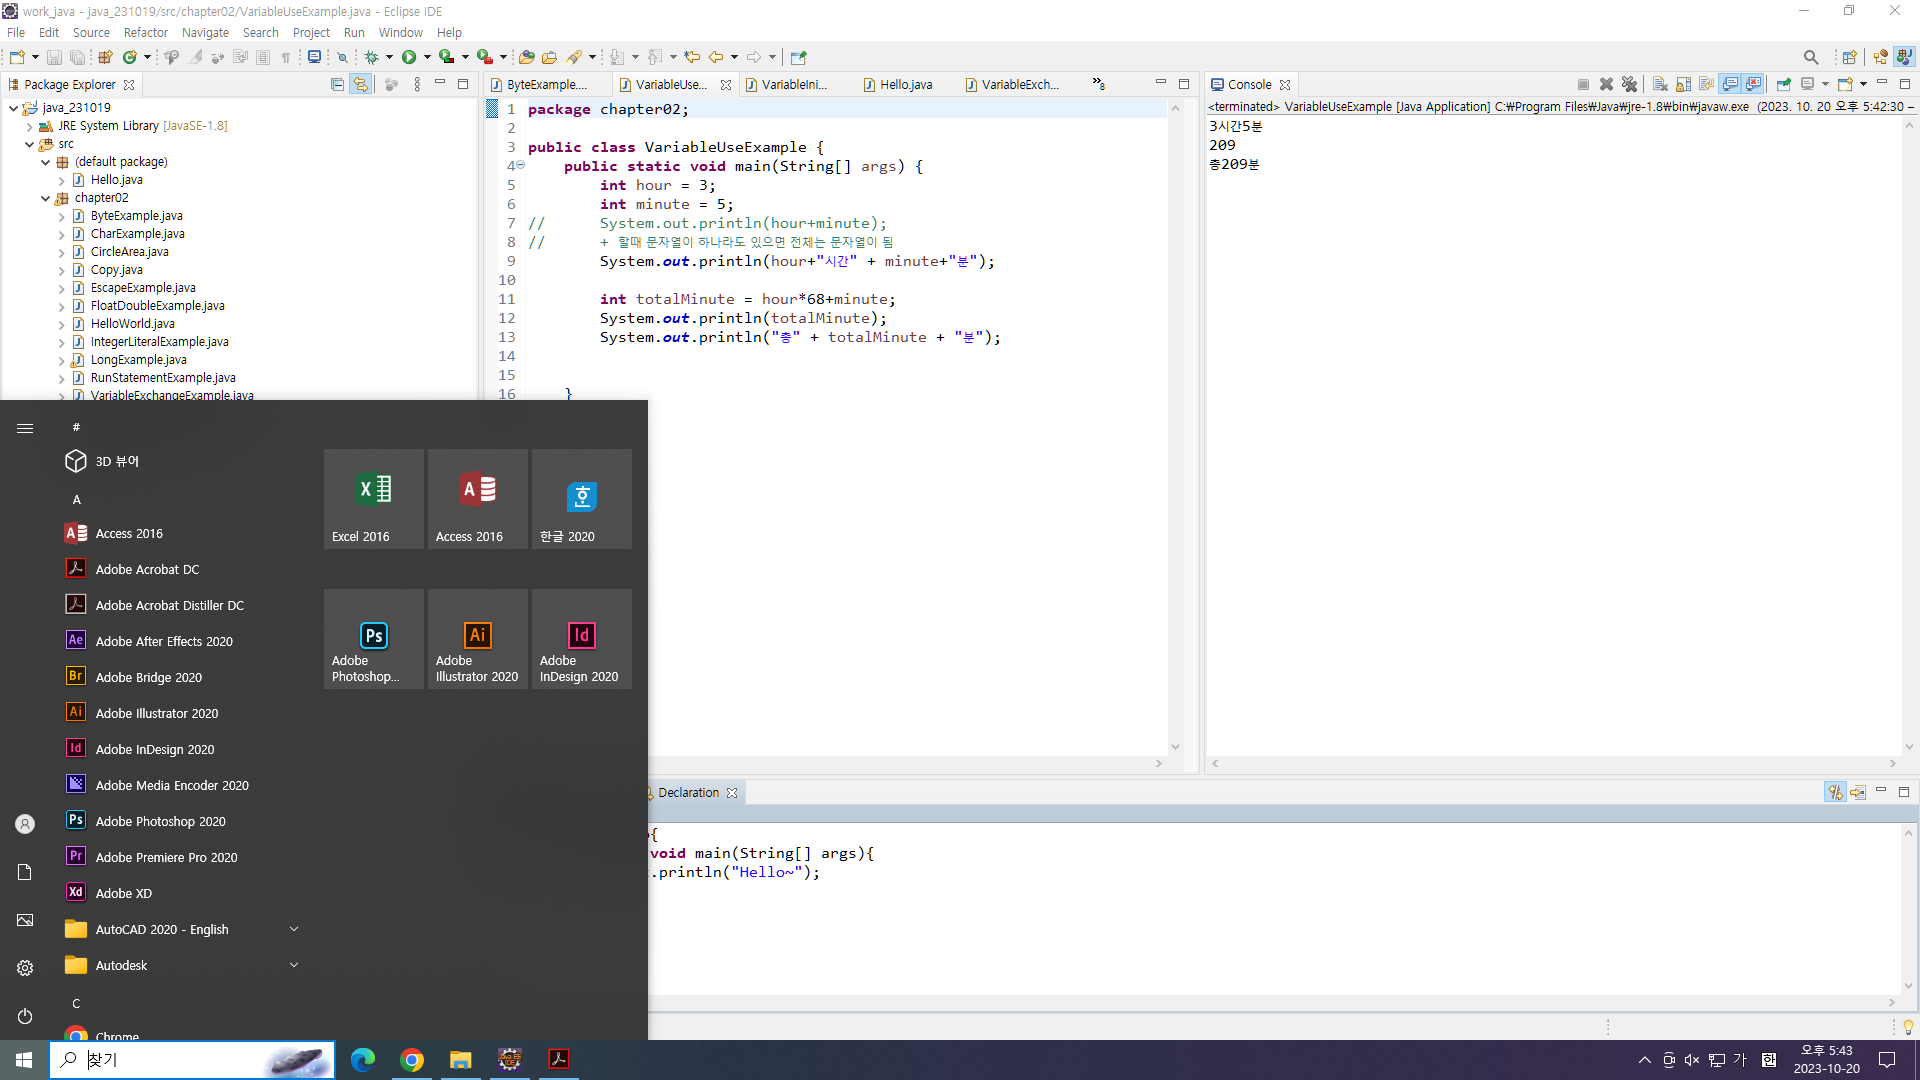 work_java - java_231019/src/chapter02/VariableUseExample.java - Eclipse IDE
File Edit Source Refactor Navigate Search Project Run Window Help
Package Explorer
java_231019
JRE System Library [JavaSE-1.8]
src
(default package)
Hello.java
chapter02
ByteExample.java
CharExample.java
CircleArea.java
Copy.java
EscapeExample.java
FloatDoubleExample.java
HelloWorld.java
IntegerLiteralExample.java
LongExample.java
RunStatementExample.java
VariableExchangeExample.java
ByteExample.... VariableUse... VariableIni... Hello.java VariableExch... »8
1 package chapter02;
2
3 public class VariableUseExample {
4 public static void main(String[] args) {
5 int hour = 3;
6 int minute = 5;
7 // System.out.println(hour+minute);
8 // + 할때 문자열이 하나라도 있으면 전체는 문자열이 됨
9 System.out.println(hour+"시간" + minute+"분");
10
11 int totalMinute = hour*68+minute;
12 System.out.println(totalMinute);
13 System.out.println("총" + totalMinute + "분");
14
15
16 }
Console
<terminated> VariableUseExample [Java Application] C:₩Program Files₩Java₩jre-1.8₩bin₩javaw.exe (2023. 10. 20 오후 5:42:30 –
3시간5분
209
총209분
Declaration
{
void main(String[] args){
.println("Hello~");
#
3D 뷰어
A
Access 2016
Adobe Acrobat DC
Adobe Acrobat Distiller DC
Adobe After Effects 2020
Adobe Bridge 2020
Adobe Illustrator 2020
Adobe InDesign 2020
Adobe Media Encoder 2020
Adobe Photoshop 2020
Adobe Premiere Pro 2020
Adobe XD
AutoCAD 2020 - English
Autodesk
C
Chrome
Excel 2016
Access 2016
한글 2020
Adobe Photoshop...
Adobe Illustrator 2020
Adobe InDesign 2020
찾기
가 한
오후 5:43
2023-10-20